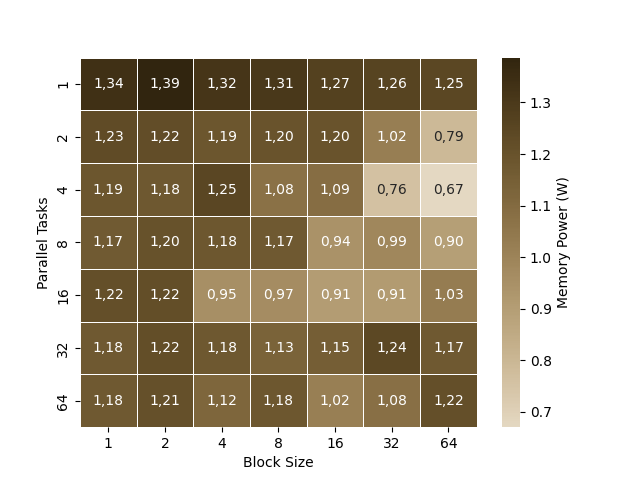 1 1,34 1,39 1,32 1,31 1,27 1,26 1,25
2 1,23 1,22 1,19 1,20 1,20 1,02 0,79
4 1,19 1,18 1,25 1,08 1,09 0,76 0,67
8 1,17 1,20 1,18 1,17 0,94 0,99 0,90
16 1,22 1,22 0,95 0,97 0,91 0,91 1,03
32 1,18 1,22 1,18 1,13 1,15 1,24 1,17
64 1,18 1,21 1,12 1,18 1,02 1,08 1,22
1 2 4 8 16 32 64
Block Size
Parallel Tasks
1.3
1.2
1.1
1.0
0.9
0.8
0.7
Memory Power (W)